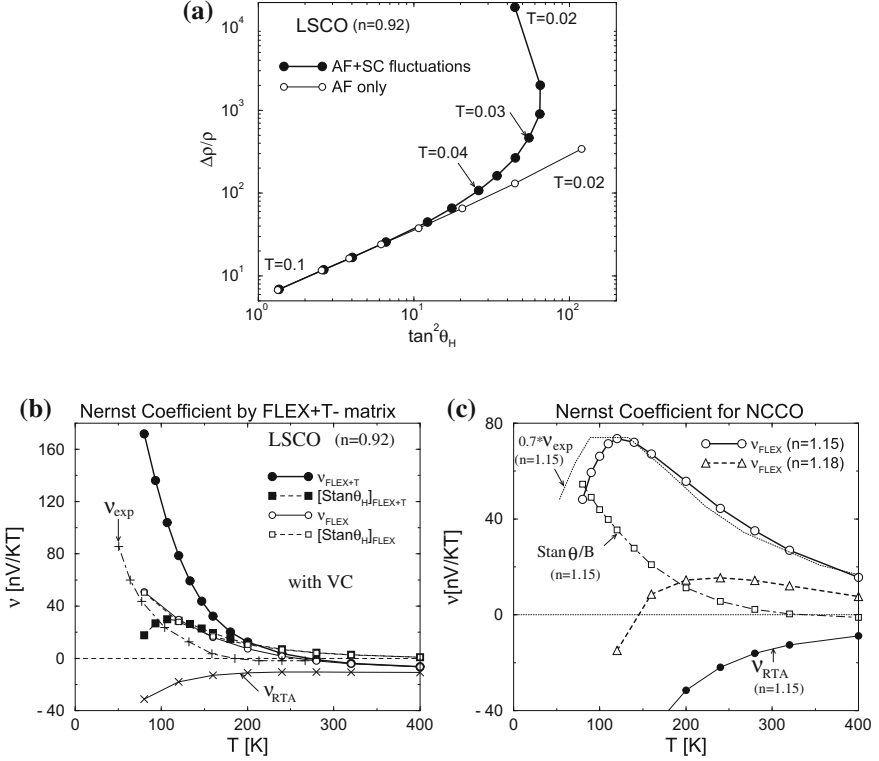 (a)
10^4
10^3
10^2
10^1
Δρ/ρ
LSCO (n=0.92)
AF+SC fluctuations
AF only
T=0.02
T=0.03
T=0.04
T=0.02
T=0.1
10^0
10^1
10^2
tan^2θ_H
(b)
Nernst Coefficient by FLEX+T- matrix
160
120
80
40
0
- 40
ν [nV/KT]
LSCO (n=0.92)
ν_FLEX+T
[Stanθ_H]_FLEX+T
ν_FLEX
[Stanθ_H]_FLEX
ν_exp
with VC
ν_RTA
0
100
200
300
400
T [K]
(c)
Nernst Coefficient for NCCO
80
40
0
- 40
ν[nV/KT]
0.7*ν_exp
(n=1.15)
ν_FLEX (n=1.15)
ν_FLEX (n=1.18)
Stan θ/B
(n=1.15)
ν_RTA
(n=1.15)
0
100
200
300
400
T [K]